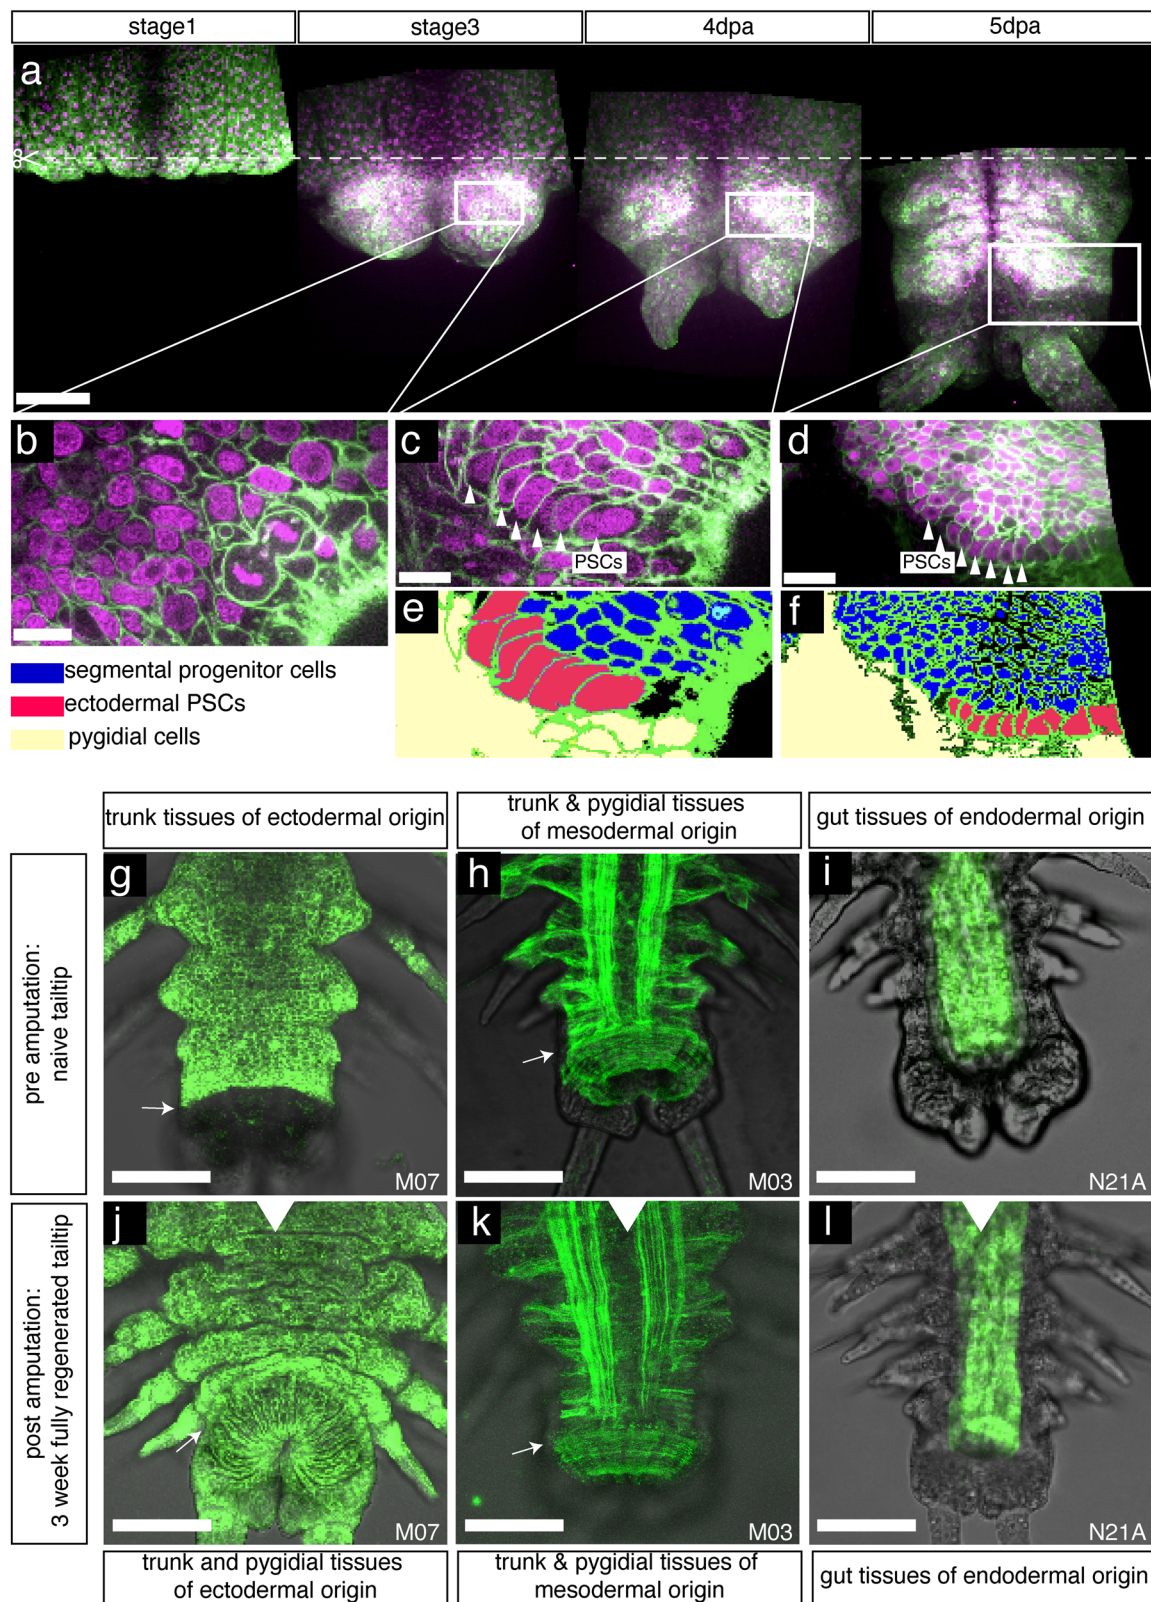 stage1
stage3
4dpa
5dpa
a
b
c
d
PSCs
PSCs
e
f
segmental progenitor cells
ectodermal PSCs
pygidial cells
trunk tissues of ectodermal origin
trunk & pygidial tissues
of mesodermal origin
gut tissues of endodermal origin
pre amputation:
naive tailtip
g
M07
h
M03
i
N21A
post amputation:
3 week fully regenerated tailtip
j
M07
k
M03
l
N21A
trunk and pygidial tissues
of ectodermal origin
trunk & pygidial tissues of
mesodermal origin
gut tissues of endodermal origin